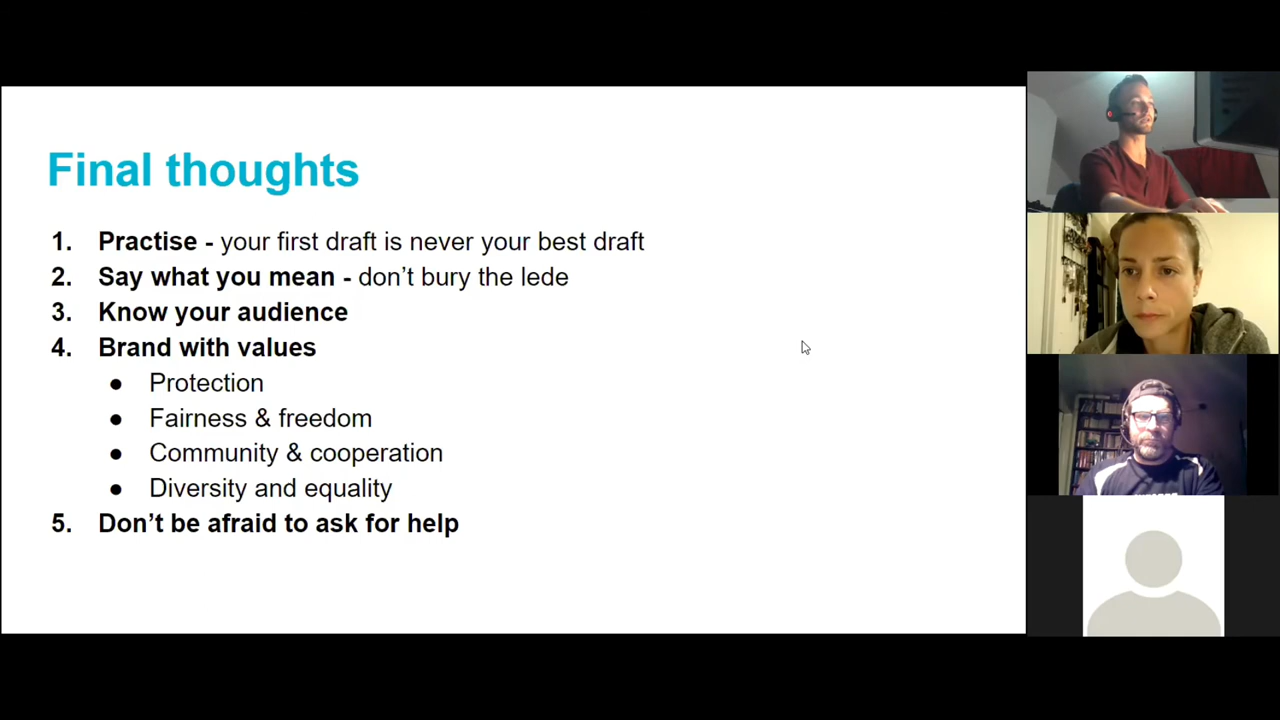 Final thoughts
1. Practise - your first draft is never your best draft
2. Say what you mean - don't bury the lede
3. Know your audience
4. Brand with values
● Protection
● Fairness & freedom
● Community & cooperation
● Diversity and equality
5. Don't be afraid to ask for help